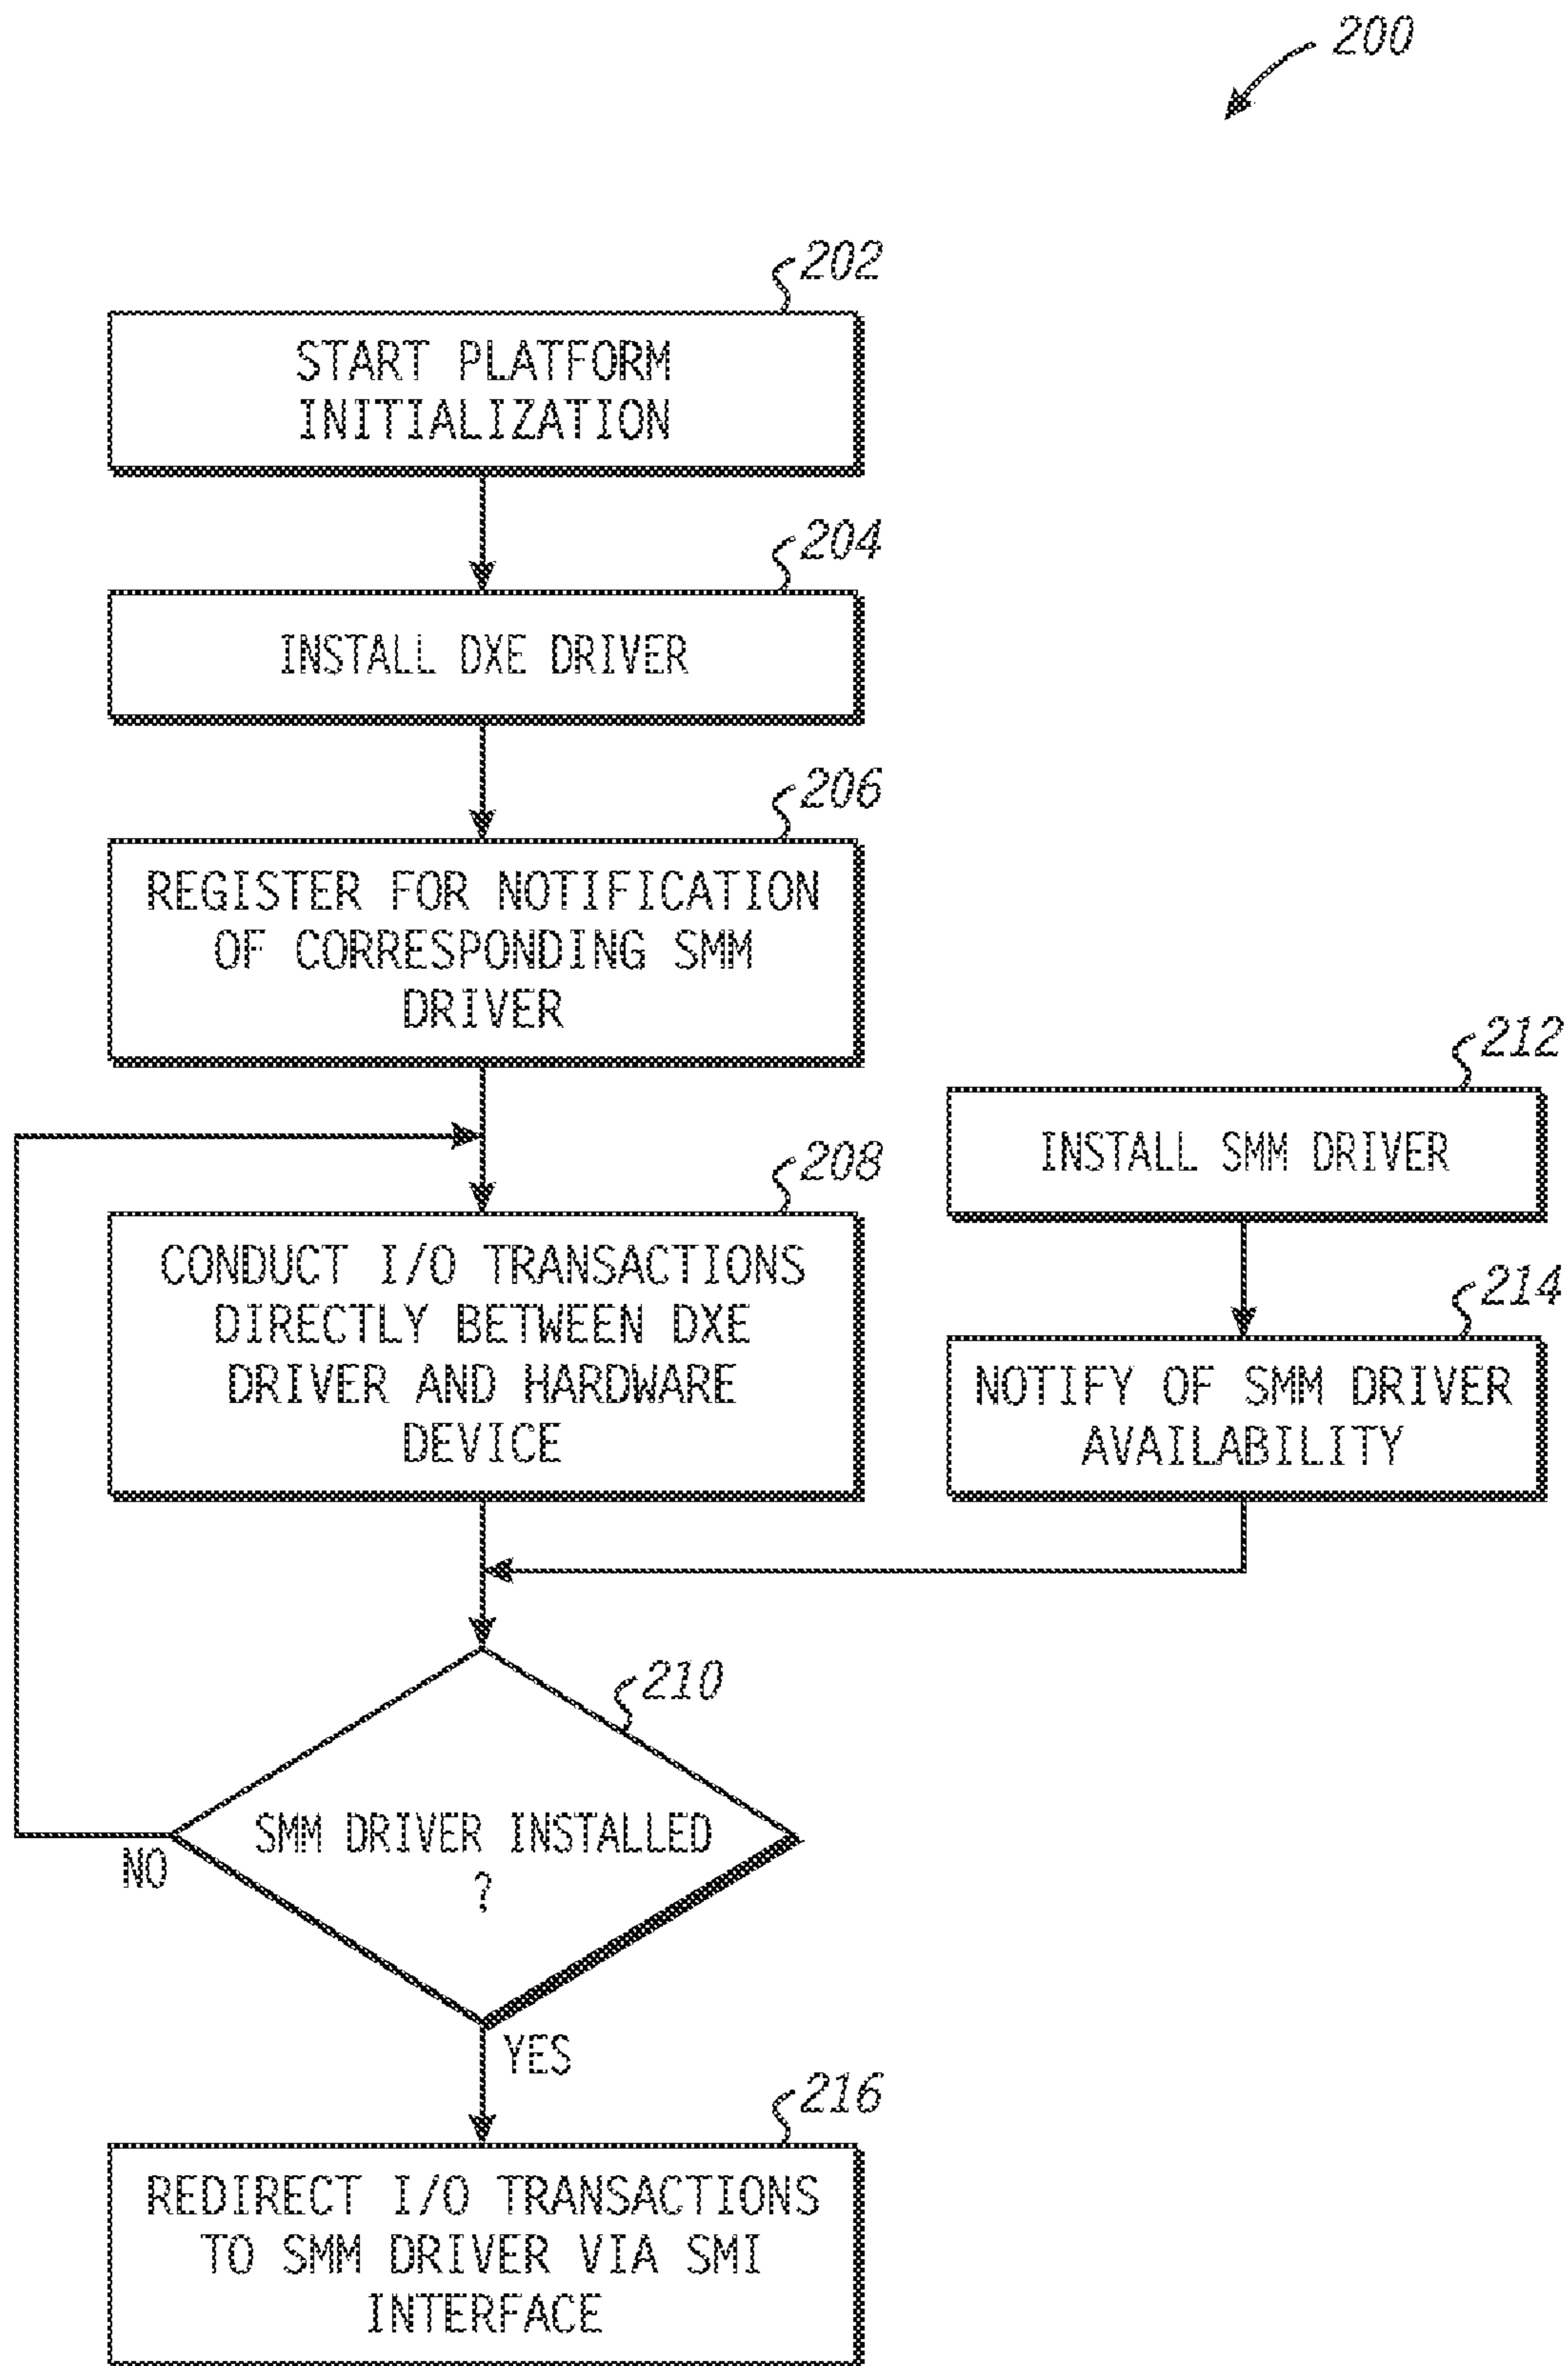 200
202
START PLATFORM
INITIALIZATION
204
INSTALL DXE DRIVER
206
REGISTER FOR NOTIFICATION
OF CORRESPONDING SMM
DRIVER
212
INSTALL SMM DRIVER
208
CONDUCT I/O TRANSACTIONS
DIRECTLY BETWEEN DXE
DRIVER AND HARDWARE
DEVICE
214
NOTIFY OF SMM DRIVER
AVAILABILITY
210
SMM DRIVER INSTALLED
?
NO
YES
216
REDIRECT I/O TRANSACTIONS
TO SMM DRIVER VIA SMI
INTERFACE